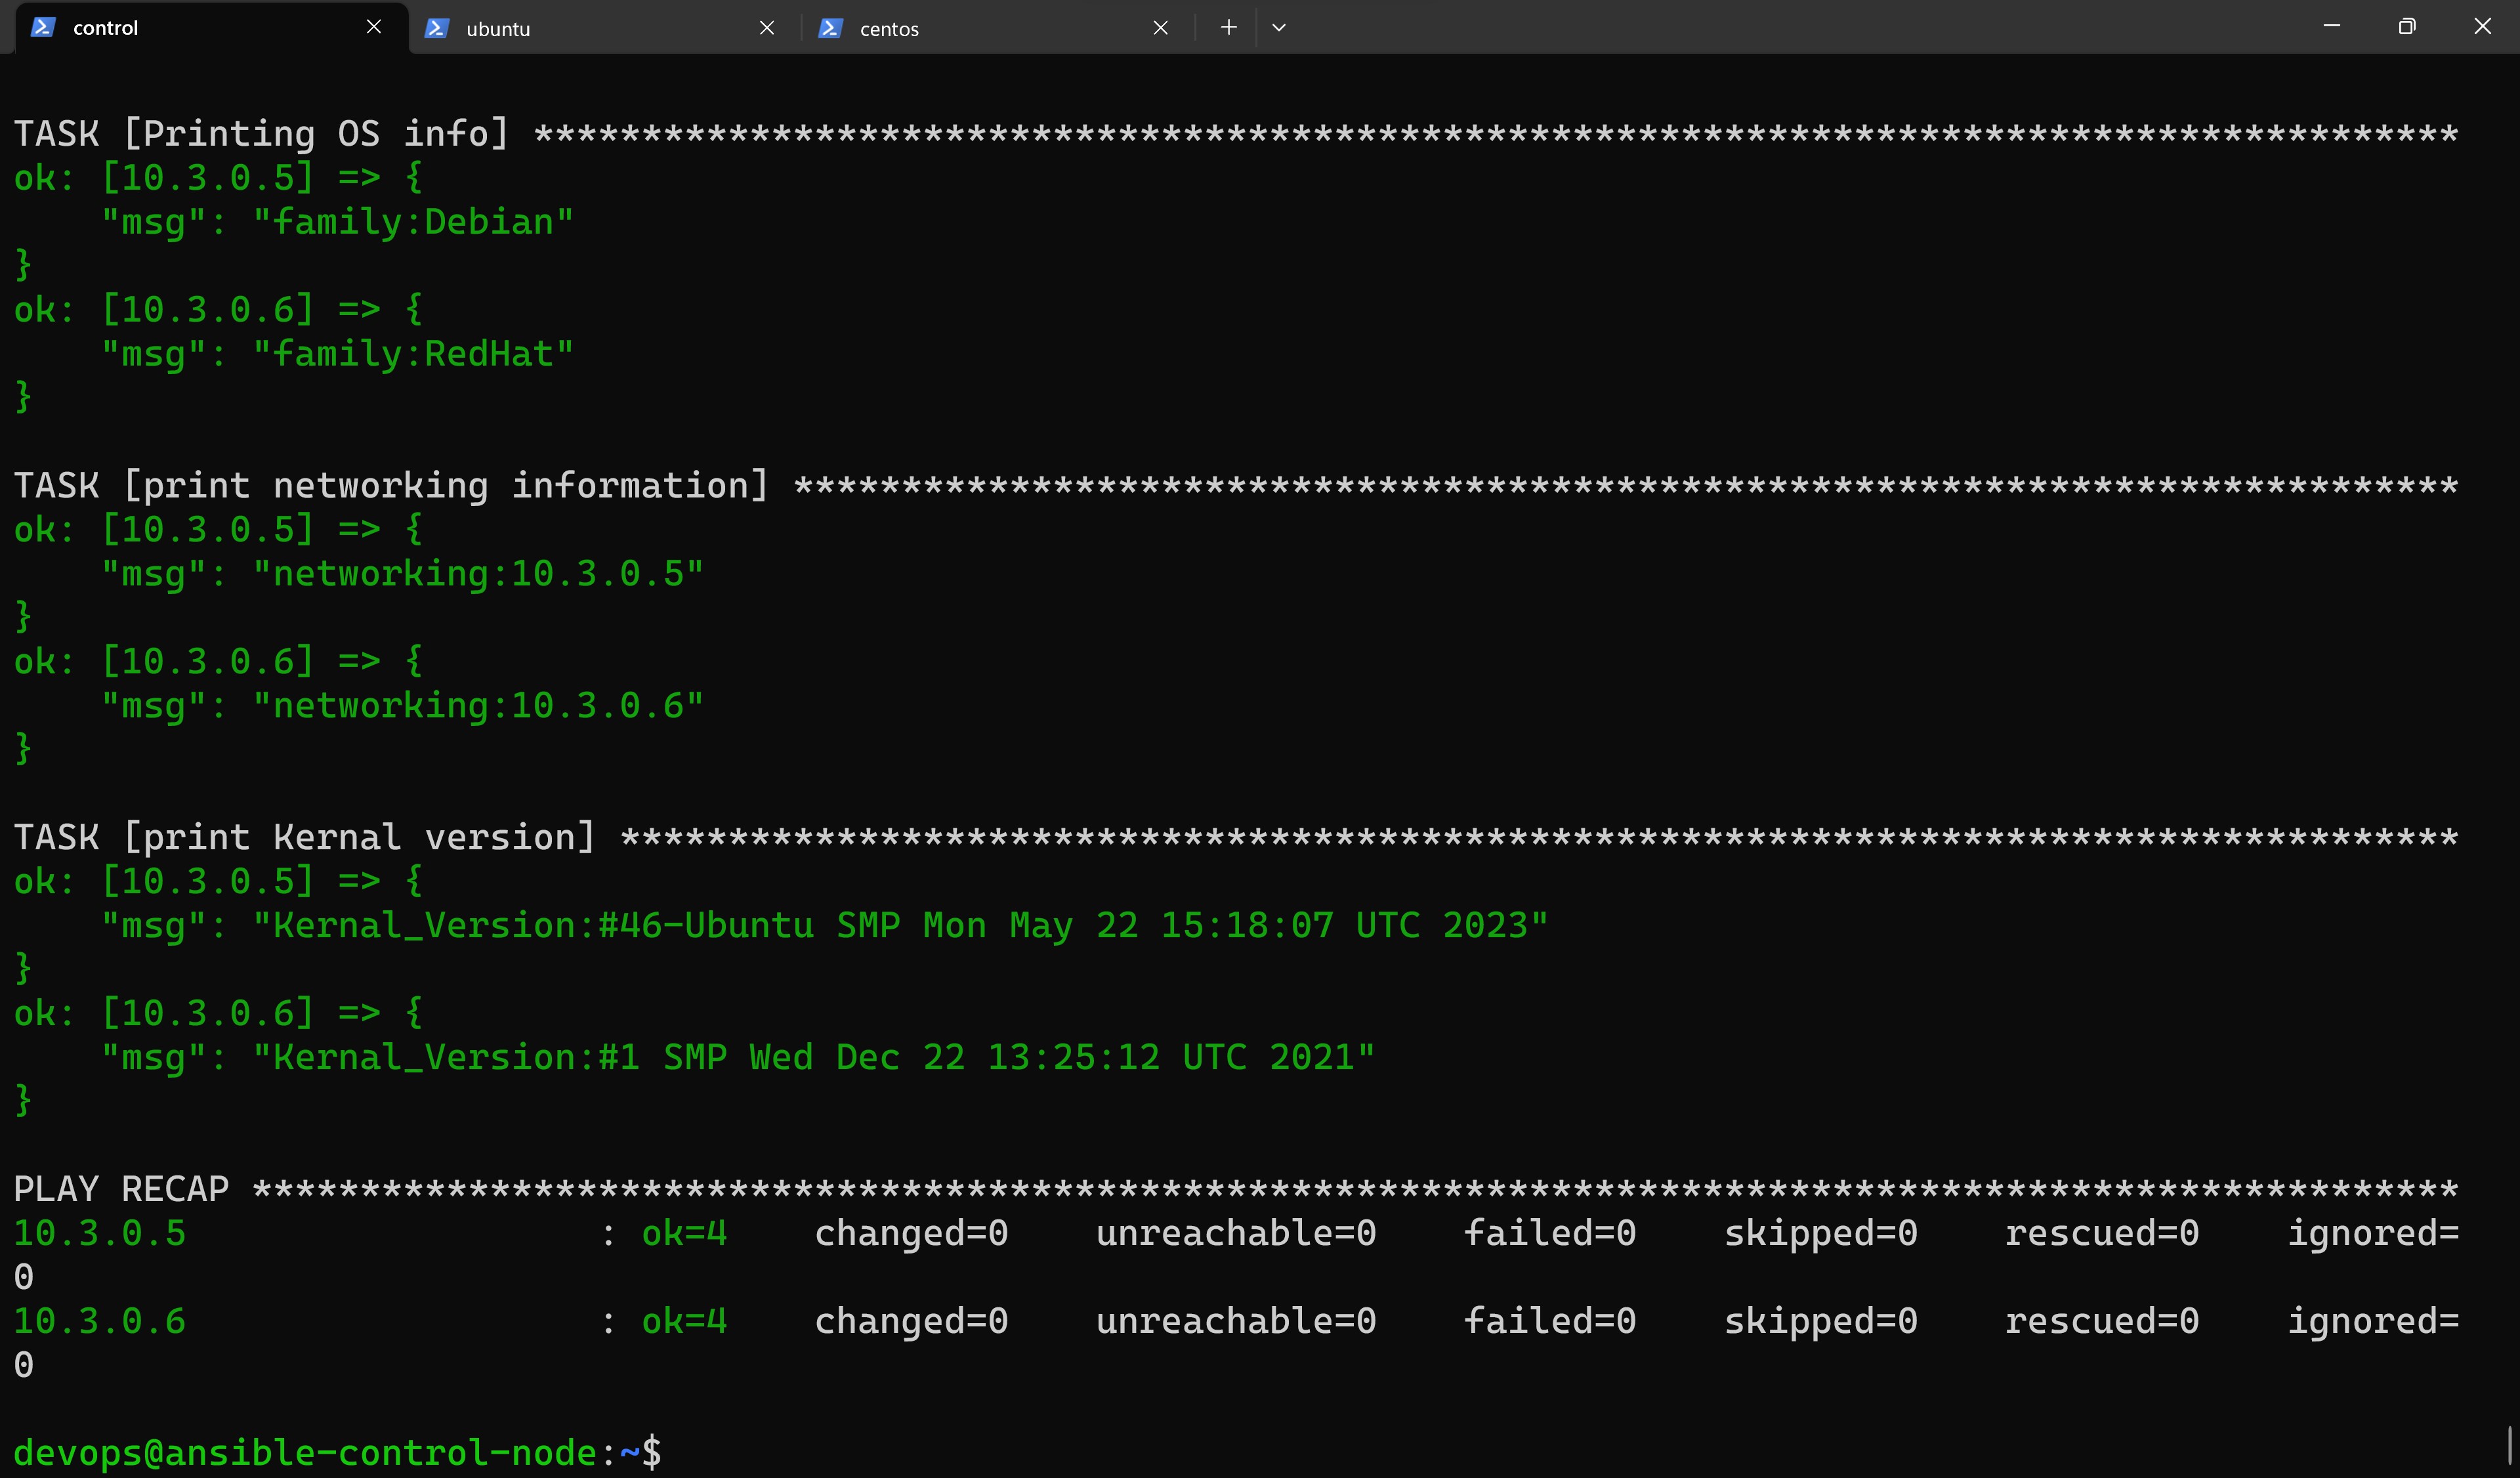 control ubuntu centos
TASK [Printing OS info] *****************************************************************************************
ok: [10.3.0.5] => {
    "msg": "family:Debian"
}
ok: [10.3.0.6] => {
    "msg": "family:RedHat"
}
TASK [print networking information] *****************************************************************************
ok: [10.3.0.5] => {
    "msg": "networking:10.3.0.5"
}
ok: [10.3.0.6] => {
    "msg": "networking:10.3.0.6"
}
TASK [print Kernal version] *************************************************************************************
ok: [10.3.0.5] => {
    "msg": "Kernal_Version:#46-Ubuntu SMP Mon May 22 15:18:07 UTC 2023"
}
ok: [10.3.0.6] => {
    "msg": "Kernal_Version:#1 SMP Wed Dec 22 13:25:12 UTC 2021"
}
PLAY RECAP ******************************************************************************************************
10.3.0.5                   : ok=4    changed=0    unreachable=0    failed=0    skipped=0    rescued=0    ignored=
0
10.3.0.6                   : ok=4    changed=0    unreachable=0    failed=0    skipped=0    rescued=0    ignored=
0
devops@ansible-control-node:~$